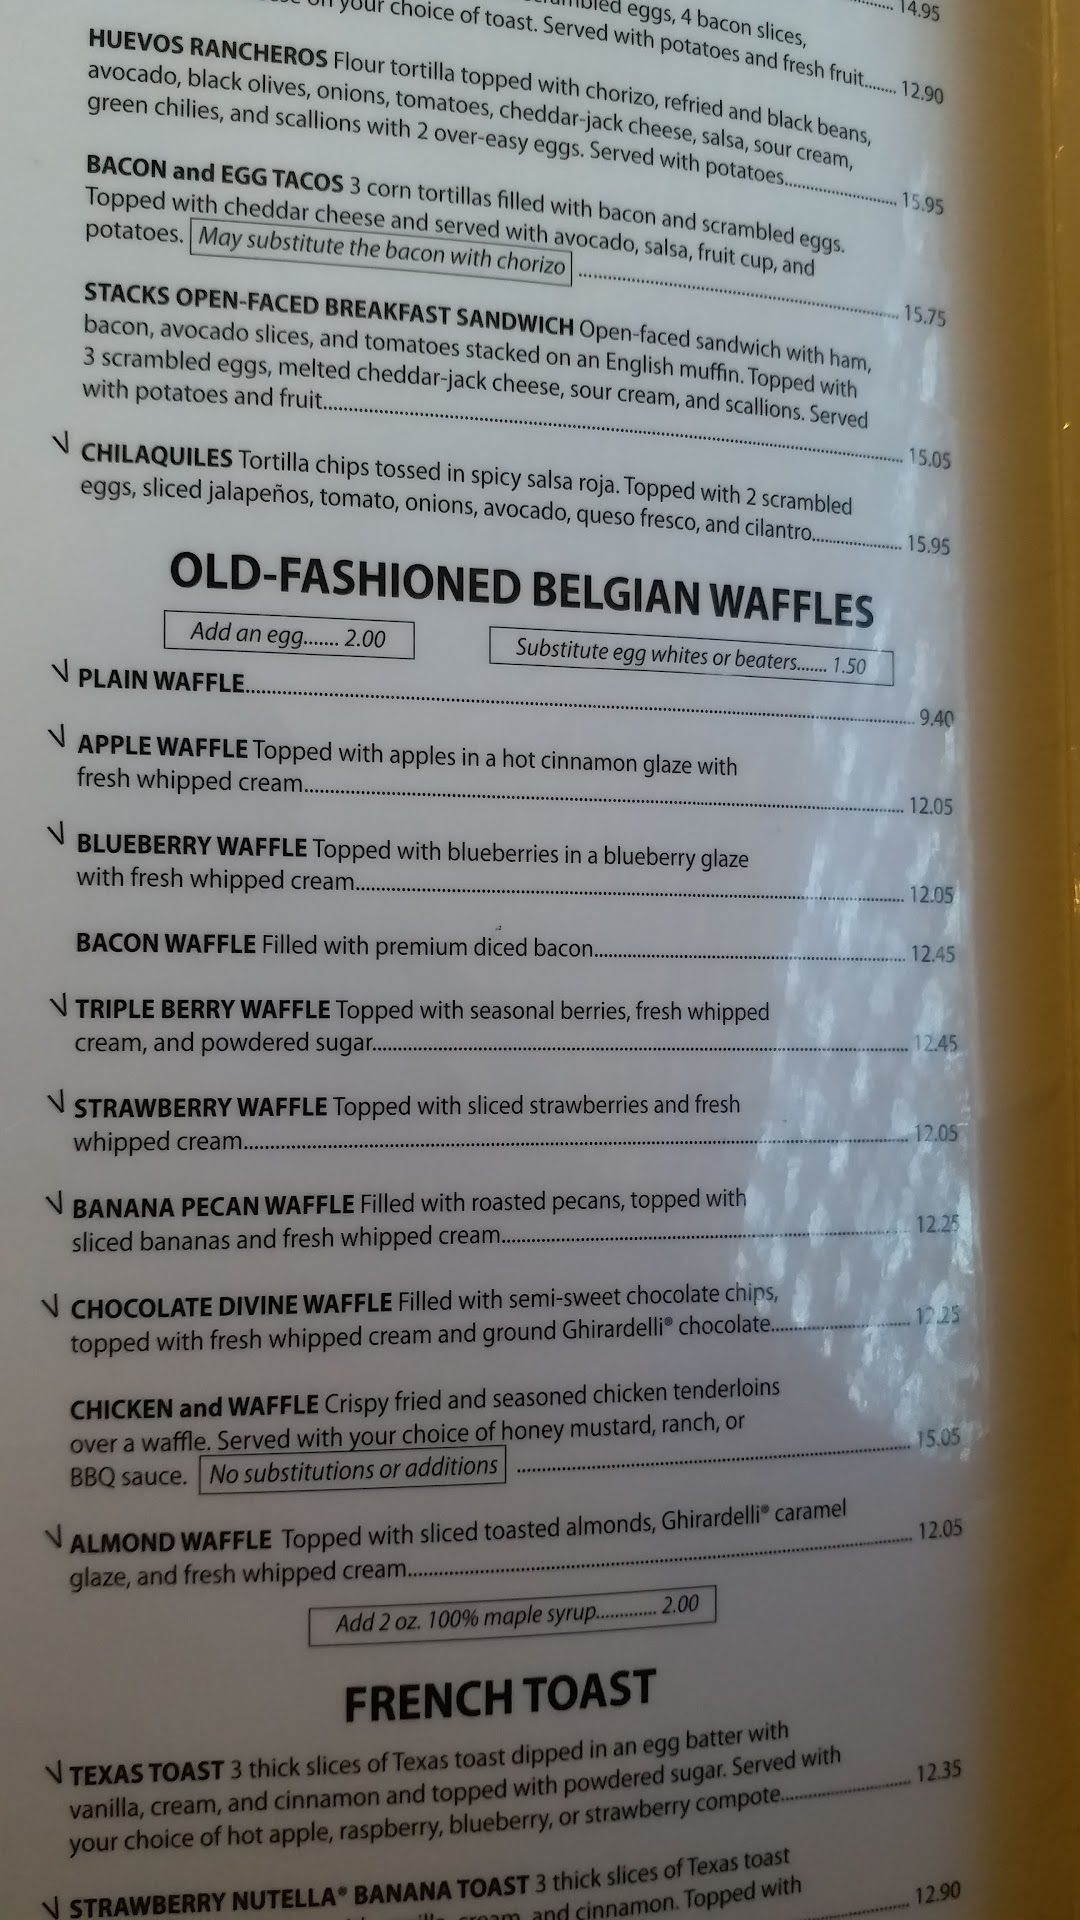 scrambled eggs, 4 bacon slices,
on your choice of toast. Served with potatoes and fresh fruit........ 12.90
14.95
HUEVOS RANCHEROS Flour tortilla topped with chorizo, refried and black beans,
avocado, black olives, onions, tomatoes, cheddar-jack cheese, salsa, sour cream,
green chilies, and scallions with 2 over-easy eggs. Served with potatoes........ 15.95
BACON and EGG TACOS 3 corn tortillas filled with bacon and scrambled eggs.
Topped with cheddar cheese and served with avocado, salsa, fruit cup, and
potatoes. May substitute the bacon with chorizo ........ 15.75
STACKS OPEN-FACED BREAKFAST SANDWICH Open-faced sandwich with ham,
bacon, avocado slices, and tomatoes stacked on an English muffin. Topped with
3 scrambled eggs, melted cheddar-jack cheese, sour cream, and scallions. Served
with potatoes and fruit........ 15.05
V CHILAQUILES Tortilla chips tossed in spicy salsa roja. Topped with 2 scrambled
eggs, sliced jalapeños, tomato, onions, avocado, queso fresco, and cilantro........ 15.95
OLD-FASHIONED BELGIAN WAFFLES
Add an egg....... 2.00 Substitute egg whites or beaters....... 1.50
V PLAIN WAFFLE........ 9.40
V APPLE WAFFLE Topped with apples in a hot cinnamon glaze with
fresh whipped cream........ 12.05
V BLUEBERRY WAFFLE Topped with blueberries in a blueberry glaze
with fresh whipped cream........ 12.05
BACON WAFFLE Filled with premium diced bacon........ 12.45
V TRIPLE BERRY WAFFLE Topped with seasonal berries, fresh whipped
cream, and powdered sugar........ 12.45
V STRAWBERRY WAFFLE Topped with sliced strawberries and fresh
whipped cream........ 12.05
V BANANA PECAN WAFFLE Filled with roasted pecans, topped with
sliced bananas and fresh whipped cream........ 12.25
V CHOCOLATE DIVINE WAFFLE Filled with semi-sweet chocolate chips,
topped with fresh whipped cream and ground Ghirardelli® chocolate........ 12.25
CHICKEN and WAFFLE Crispy fried and seasoned chicken tenderloins
over a waffle. Served with your choice of honey mustard, ranch, or
BBQ sauce. No substitutions or additions ........ 15.05
V ALMOND WAFFLE Topped with sliced toasted almonds, Ghirardelli® caramel
glaze, and fresh whipped cream........ 12.05
Add 2 oz. 100% maple syrup............. 2.00
FRENCH TOAST
V TEXAS TOAST 3 thick slices of Texas toast dipped in an egg batter with
vanilla, cream, and cinnamon and topped with powdered sugar. Served with
your choice of hot apple, raspberry, blueberry, or strawberry compote........ 12.35
V STRAWBERRY NUTELLA® BANANA TOAST 3 thick slices of Texas toast
cream and cinnamon. Topped with
12.90